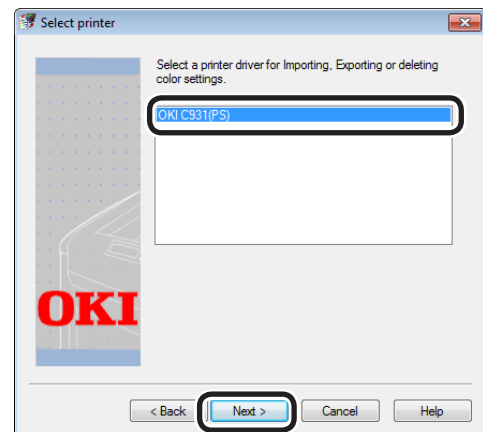 Select printer
Select a printer driver for Importing, Exporting or deleting
color settings.
OKI C931(PS)
OKI
< Back
Next >
Cancel
Help